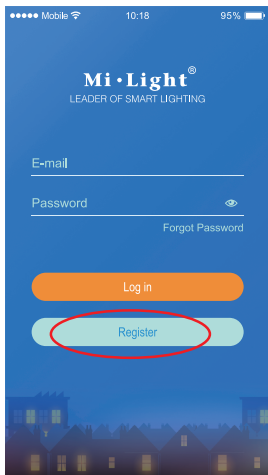 Mobile 10:18 95%
Mi·Light®
LEADER OF SMART LIGHTING
E-mail
Password
Forgot Password
Log in
Register